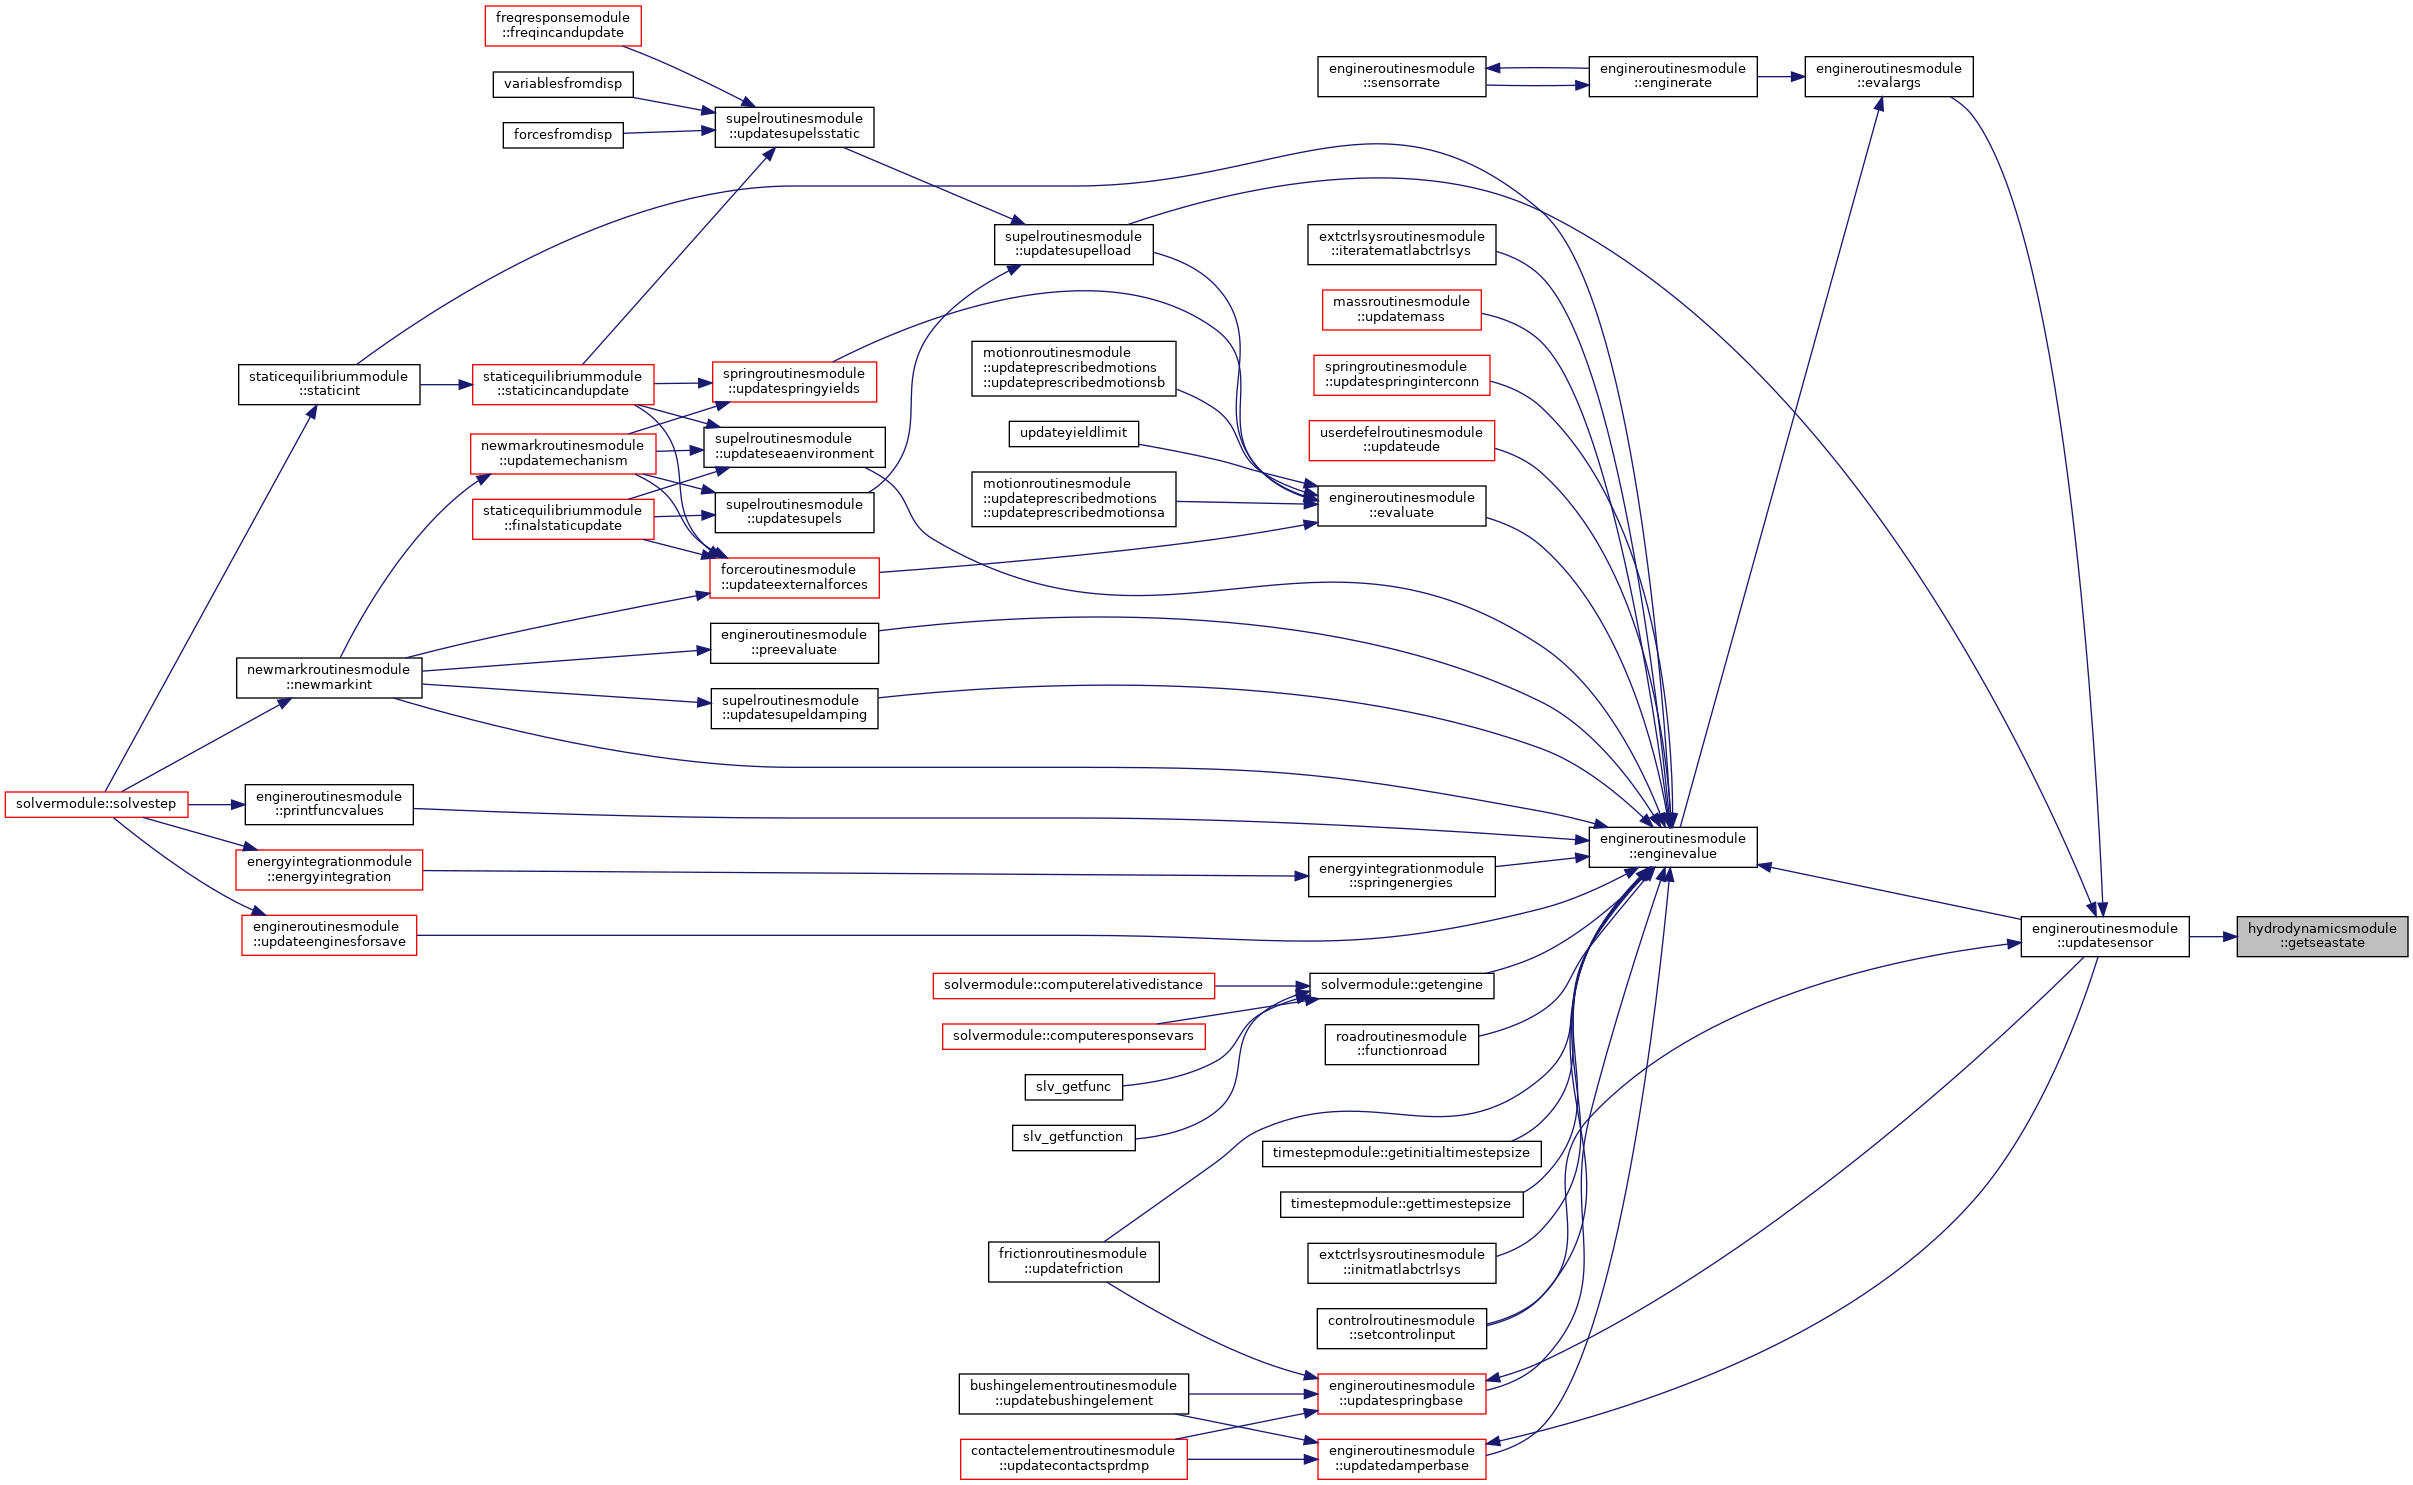 freqresponsemodule
::freqincandupdate
variablesfromdisp
forcesfromdisp
supelroutinesmodule
::updatesupelsstatic
engineroutinesmodule
::sensorrate
engineroutinesmodule
::enginerate
engineroutinesmodule
::evalargs
supelroutinesmodule
::updatesupelload
extctrlsysroutinesmodule
::iteratematlabctrlsys
massroutinesmodule
::updatemass
springroutinesmodule
::updatespringinterconn
userdefelroutinesmodule
::updateude
motionroutinesmodule
::updateprescribedmotions
::updateprescribedmotionsb
updateyieldlimit
motionroutinesmodule
::updateprescribedmotions
::updateprescribedmotionsa
engineroutinesmodule
::evaluate
staticequilibriummodule
::staticint
staticequilibriummodule
::staticincandupdate
springroutinesmodule
::updatespringyields
newmarkroutinesmodule
::updatemechanism
supelroutinesmodule
::updateseaenvironment
staticequilibriummodule
::finalstaticupdate
supelroutinesmodule
::updatesupels
forceroutinesmodule
::updateexternalforces
engineroutinesmodule
::preevaluate
newmarkroutinesmodule
::newmarkint
supelroutinesmodule
::updatesupeldamping
solvermodule::solvestep
engineroutinesmodule
::printfuncvalues
energyintegrationmodule
::energyintegration
engineroutinesmodule
::updateenginesforsave
energyintegrationmodule
::springenergies
engineroutinesmodule
::enginevalue
engineroutinesmodule
::updatesensor
hydrodynamicsmodule
::getseastate
solvermodule::computerelativedistance
solvermodule::getengine
solvermodule::computeresponsevars
roadroutinesmodule
::functionroad
slv_getfunc
slv_getfunction
timestepmodule::getinitialtimestepsize
timestepmodule::gettimestepsize
frictionroutinesmodule
::updatefriction
extctrlsysroutinesmodule
::initmatlabctrlsys
controlroutinesmodule
::setcontrolinput
bushingelementroutinesmodule
::updatebushingelement
engineroutinesmodule
::updatespringbase
contactelementroutinesmodule
::updatecontactsprdmp
engineroutinesmodule
::updatedamperbase